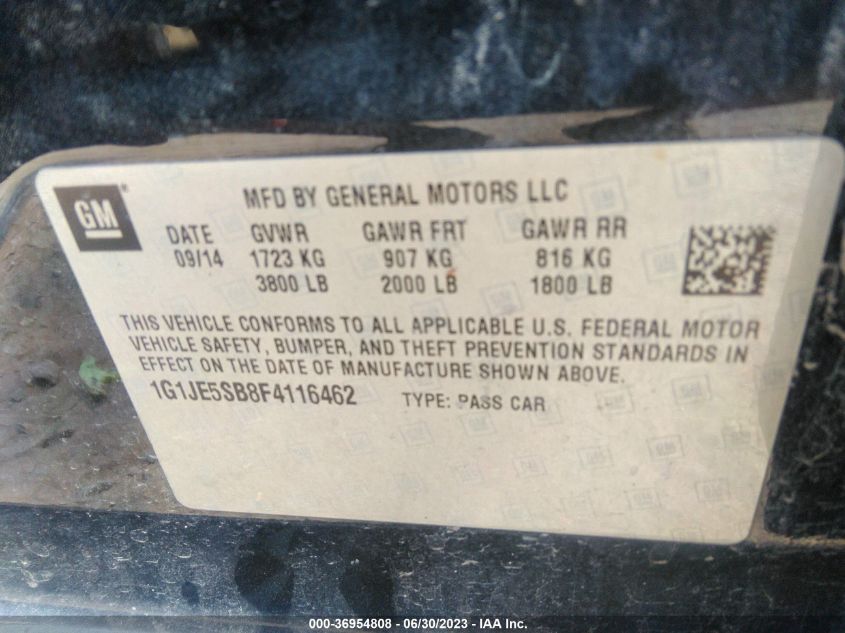 GM
MFD BY GENERAL MOTORS LLC
DATE GVWR GAWR FRT GAWR RR
09/14 1723 KG 907 KG 816 KG
3800 LB 2000 LB 1800 LB
THIS VEHICLE CONFORMS TO ALL APPLICABLE U.S. FEDERAL MOTOR
VEHICLE SAFETY, BUMPER, AND THEFT PREVENTION STANDARDS IN
EFFECT ON THE DATE OF MANUFACTURE SHOWN ABOVE.
1G1JE5SB8F4116462 TYPE: PASS CAR
000-36954808 - 06/30/2023 - IAA Inc.